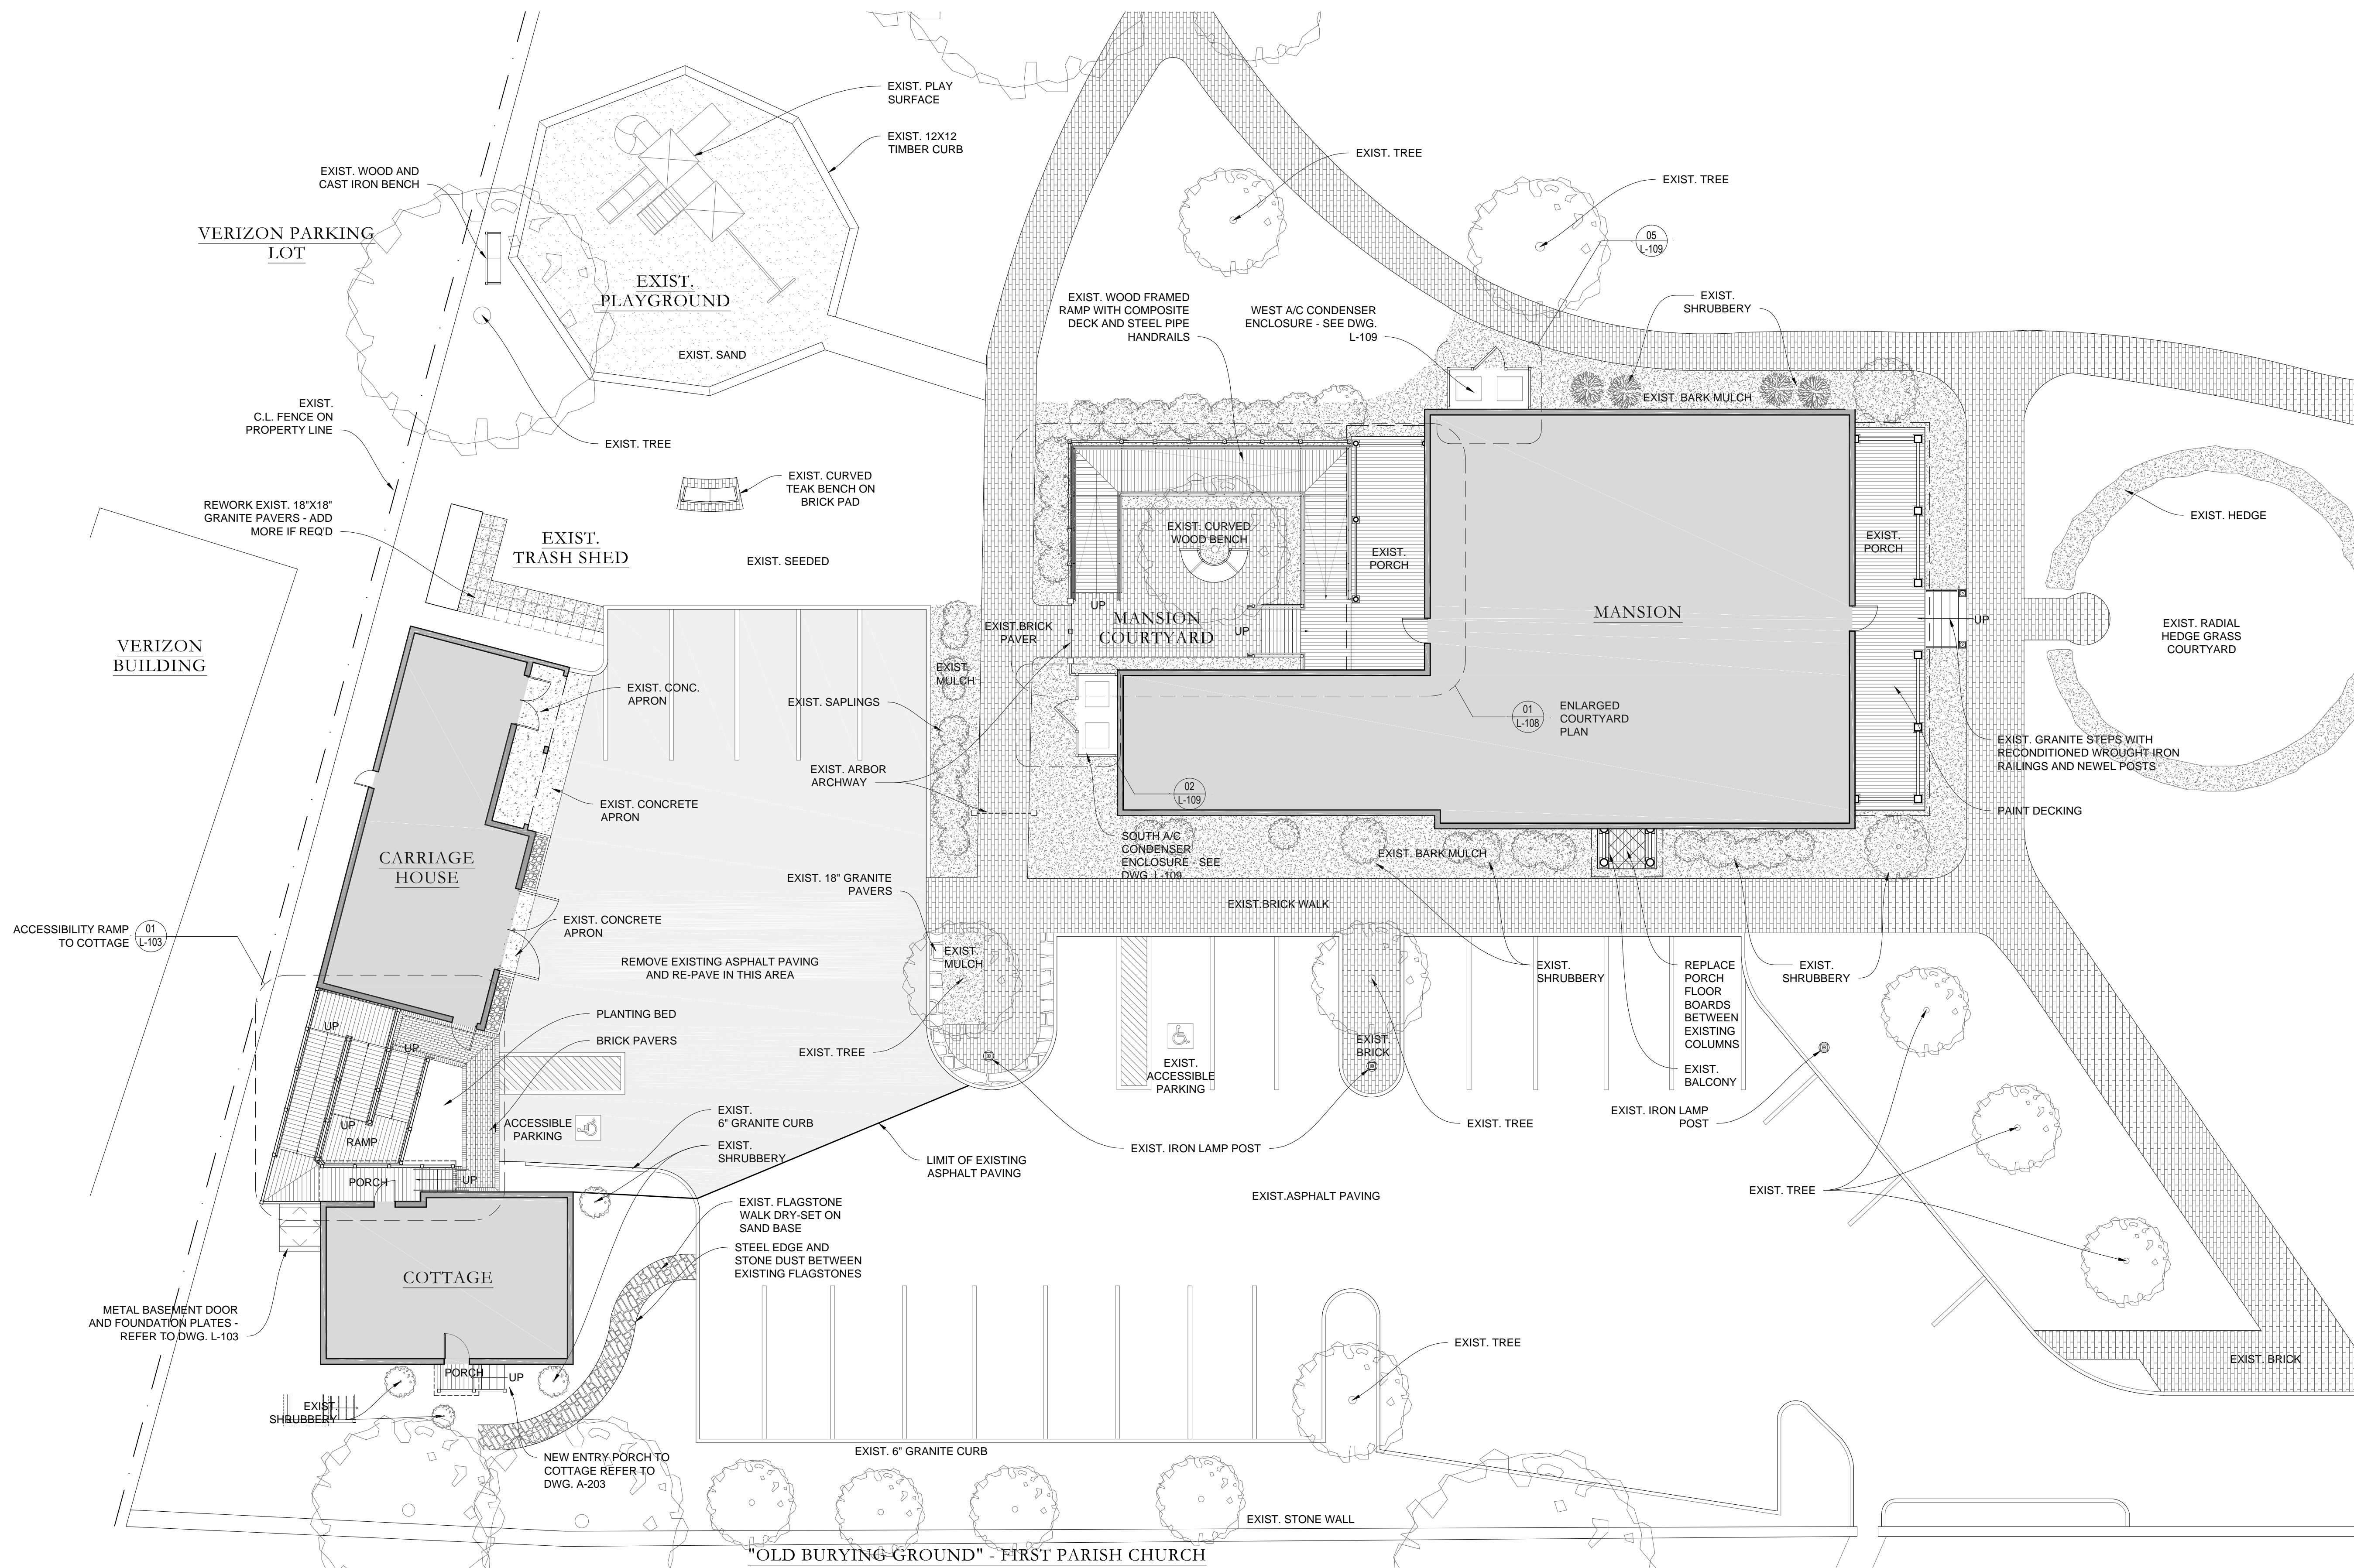 EXIST. PLAY
SURFACE
EXIST. 12X12
TIMBER CURB
EXIST. WOOD AND
CAST IRON BENCH
VERIZON PARKING
LOT
EXIST.
PLAYGROUND
EXIST. SAND
EXIST. TREE
EXIST. TREE
05
L-109
EXIST. WOOD FRAMED
RAMP WITH COMPOSITE
DECK AND STEEL PIPE
HANDRAILS
WEST A/C CONDENSER
ENCLOSURE - SEE DWG.
L-109
EXIST.
SHRUBBERY
EXIST. BARK MULCH
EXIST.
C.L. FENCE ON
PROPERTY LINE
EXIST. TREE
REWORK EXIST. 18"X18"
GRANITE PAVERS - ADD
MORE IF REQ'D
EXIST.
TRASH SHED
EXIST. CURVED
TEAK BENCH ON
BRICK PAD
EXIST. SEEDED
EXIST. CURVED
WOOD BENCH
EXIST.
PORCH
EXIST.
PORCH
EXIST. HEDGE
UP
MANSION
COURTYARD
UP
MANSION
UP
EXIST. RADIAL
HEDGE GRASS
COURTYARD
VERIZON
BUILDING
EXIST.BRICK
PAVER
EXIST.
MULCH
EXIST. CONC.
APRON
EXIST. SAPLINGS
01
L-108
ENLARGED
COURTYARD
PLAN
EXIST. GRANITE STEPS WITH
RECONDITIONED WROUGHT IRON
RAILINGS AND NEWEL POSTS
EXIST. ARBOR
ARCHWAY
02
L-109
EXIST. CONCRETE
APRON
PAINT DECKING
CARRIAGE
HOUSE
SOUTH A/C
CONDENSER
ENCLOSURE - SEE
DWG. L-109
EXIST. BARK MULCH
EXIST. 18" GRANITE
PAVERS
EXIST.BRICK WALK
ACCESSIBILITY RAMP
TO COTTAGE
01
L-103
EXIST. CONCRETE
APRON
REMOVE EXISTING ASPHALT PAVING
AND RE-PAVE IN THIS AREA
EXIST.
MULCH
EXIST.
SHRUBBERY
REPLACE
PORCH
FLOOR
BOARDS
BETWEEN
EXISTING
COLUMNS
EXIST.
SHRUBBERY
PLANTING BED
BRICK PAVERS
UP
UP
UP
RAMP
EXIST. TREE
EXIST.
ACCESSIBLE
PARKING
EXIST.
BRICK
EXIST.
BALCONY
ACCESSIBLE
PARKING
EXIST.
6" GRANITE CURB
EXIST.
SHRUBBERY
EXIST. IRON LAMP POST
EXIST. TREE
EXIST. IRON LAMP
POST
LIMIT OF EXISTING
ASPHALT PAVING
PORCH
UP
EXIST.ASPHALT PAVING
EXIST. TREE
EXIST. FLAGSTONE
WALK DRY-SET ON
SAND BASE
STEEL EDGE AND
STONE DUST BETWEEN
EXISTING FLAGSTONES
COTTAGE
METAL BASEMENT DOOR
AND FOUNDATION PLATES -
REFER TO DWG. L-103
EXIST. TREE
EXIST. BRICK
PORCH
UP
EXIST.
SHRUBBERY
NEW ENTRY PORCH TO
COTTAGE REFER TO
DWG. A-203
EXIST. 6" GRANITE CURB
EXIST. STONE WALL
"OLD BURYING GROUND" - FIRST PARISH CHURCH